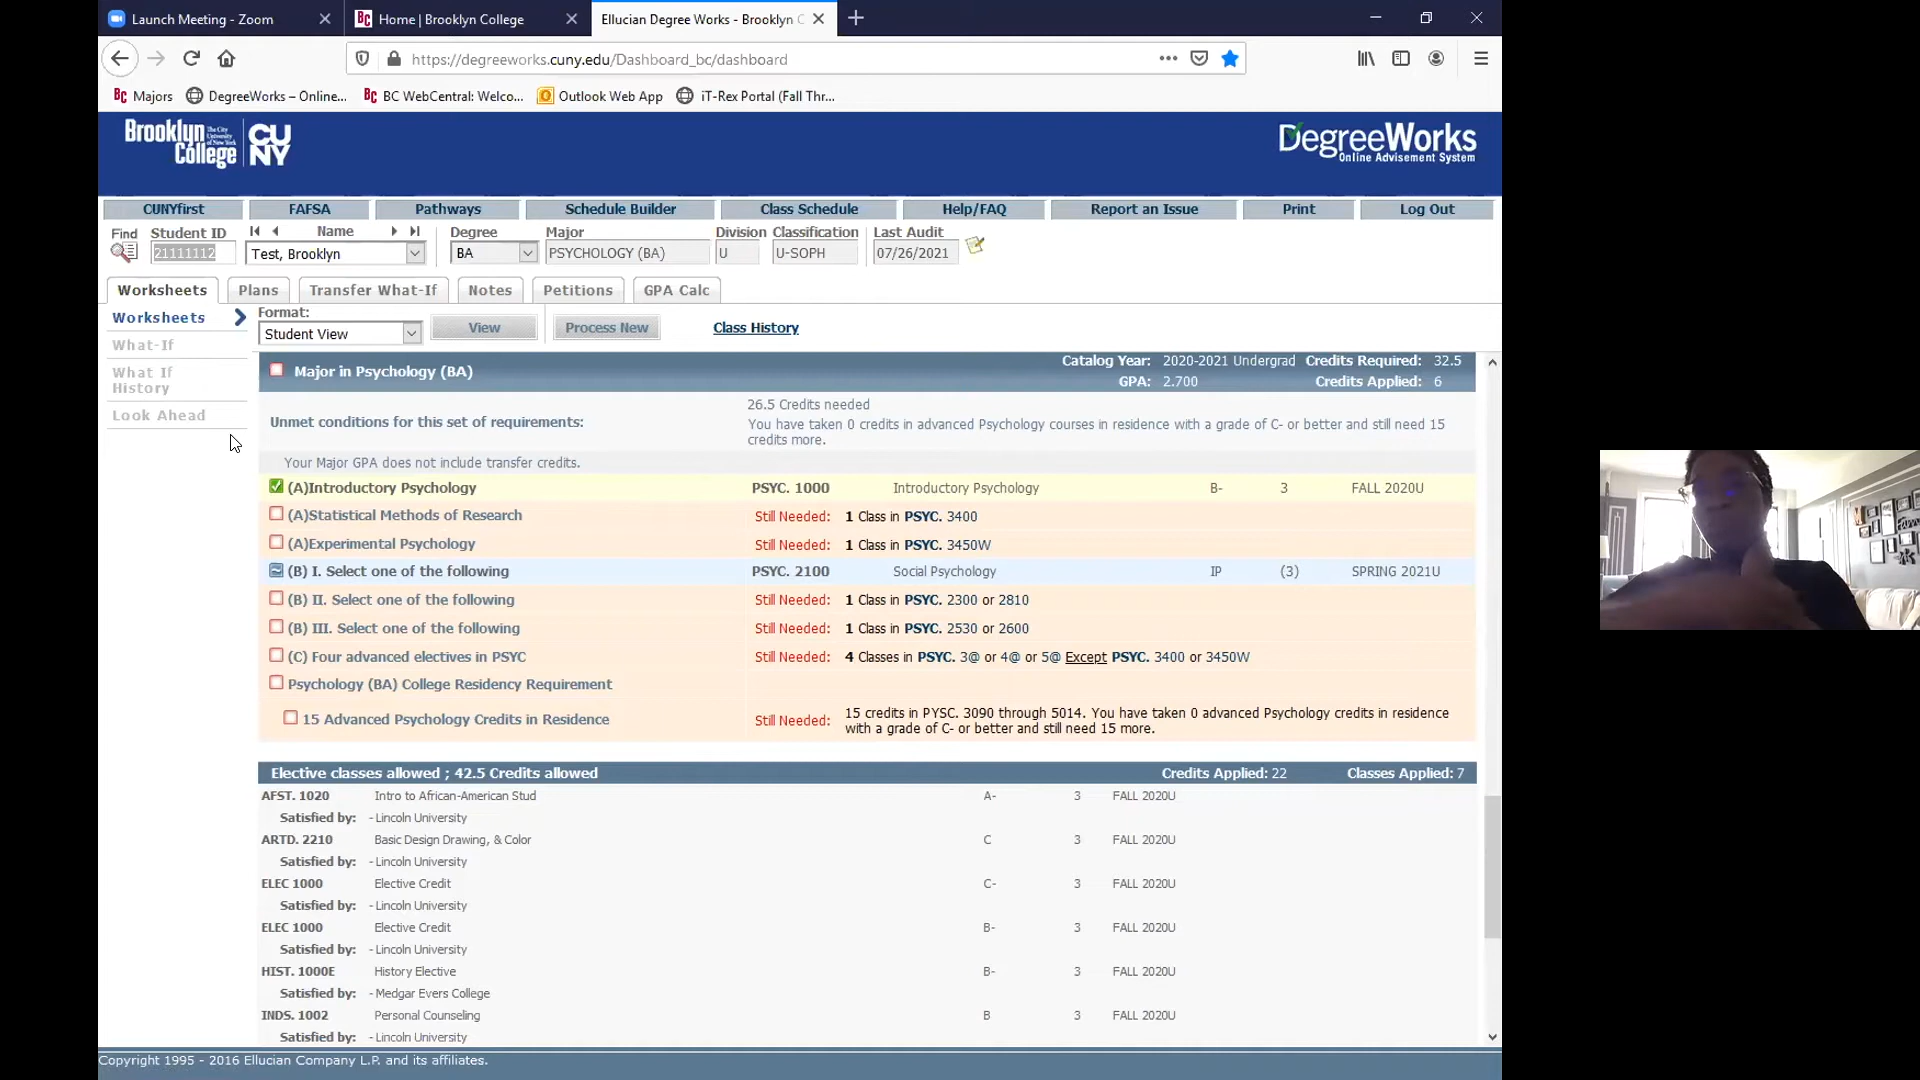 Launch Meeting - Zoom
Home | Brooklyn College
Ellucian Degree Works - Brooklyn C
https://degreeworks.cuny.edu/Dashboard_bc/dashboard
BC Majors
DegreeWorks – Online...
BC BC WebCentral: Welco...
Outlook Web App
iT-Rex Portal (Fall Thr...
Brooklyn College The City University of New York
CUNY
DegreeWorks
Online Advisement System
CUNYfirst FAFSA Pathways Schedule Builder Class Schedule Help/FAQ Report an Issue Print Log Out
Find Student ID Name Degree Major Division Classification Last Audit
21111112 Test, Brooklyn BA PSYCHOLOGY (BA) U U-SOPH 07/26/2021
Worksheets Plans Transfer What-If Notes Petitions GPA Calc
Worksheets
What-If
What If
History
Look Ahead
Format:
Student View View Process New Class History
Major in Psychology (BA)
Catalog Year: 2020-2021 Undergrad Credits Required: 32.5
GPA: 2.700 Credits Applied: 6
Unmet conditions for this set of requirements:
26.5 Credits needed
You have taken 0 credits in advanced Psychology courses in residence with a grade of C- or better and still need 15
credits more.
Your Major GPA does not include transfer credits.
(A)Introductory Psychology PSYC. 1000 Introductory Psychology B- 3 FALL 2020U
(A)Statistical Methods of Research Still Needed: 1 Class in PSYC. 3400
(A)Experimental Psychology Still Needed: 1 Class in PSYC. 3450W
(B) I. Select one of the following PSYC. 2100 Social Psychology IP (3) SPRING 2021U
(B) II. Select one of the following Still Needed: 1 Class in PSYC. 2300 or 2810
(B) III. Select one of the following Still Needed: 1 Class in PSYC. 2530 or 2600
(C) Four advanced electives in PSYC Still Needed: 4 Classes in PSYC. 3@ or 4@ or 5@ Except PSYC. 3400 or 3450W
Psychology (BA) College Residency Requirement
15 Advanced Psychology Credits in Residence Still Needed: 15 credits in PYSC. 3090 through 5014. You have taken 0 advanced Psychology credits in residence
with a grade of C- or better and still need 15 more.
Elective classes allowed ; 42.5 Credits allowed Credits Applied: 22 Classes Applied: 7
AFST. 1020 Intro to African-American Stud A- 3 FALL 2020U
Satisfied by: - Lincoln University
ARTD. 2210 Basic Design Drawing, & Color C 3 FALL 2020U
Satisfied by: - Lincoln University
ELEC 1000 Elective Credit C- 3 FALL 2020U
Satisfied by: - Lincoln University
ELEC 1000 Elective Credit B- 3 FALL 2020U
Satisfied by: - Lincoln University
HIST. 1000E History Elective B- 3 FALL 2020U
Satisfied by: - Medgar Evers College
INDS. 1002 Personal Counseling B 3 FALL 2020U
Satisfied by: - Lincoln University
Copyright 1995 - 2016 Ellucian Company L.P. and its affiliates.